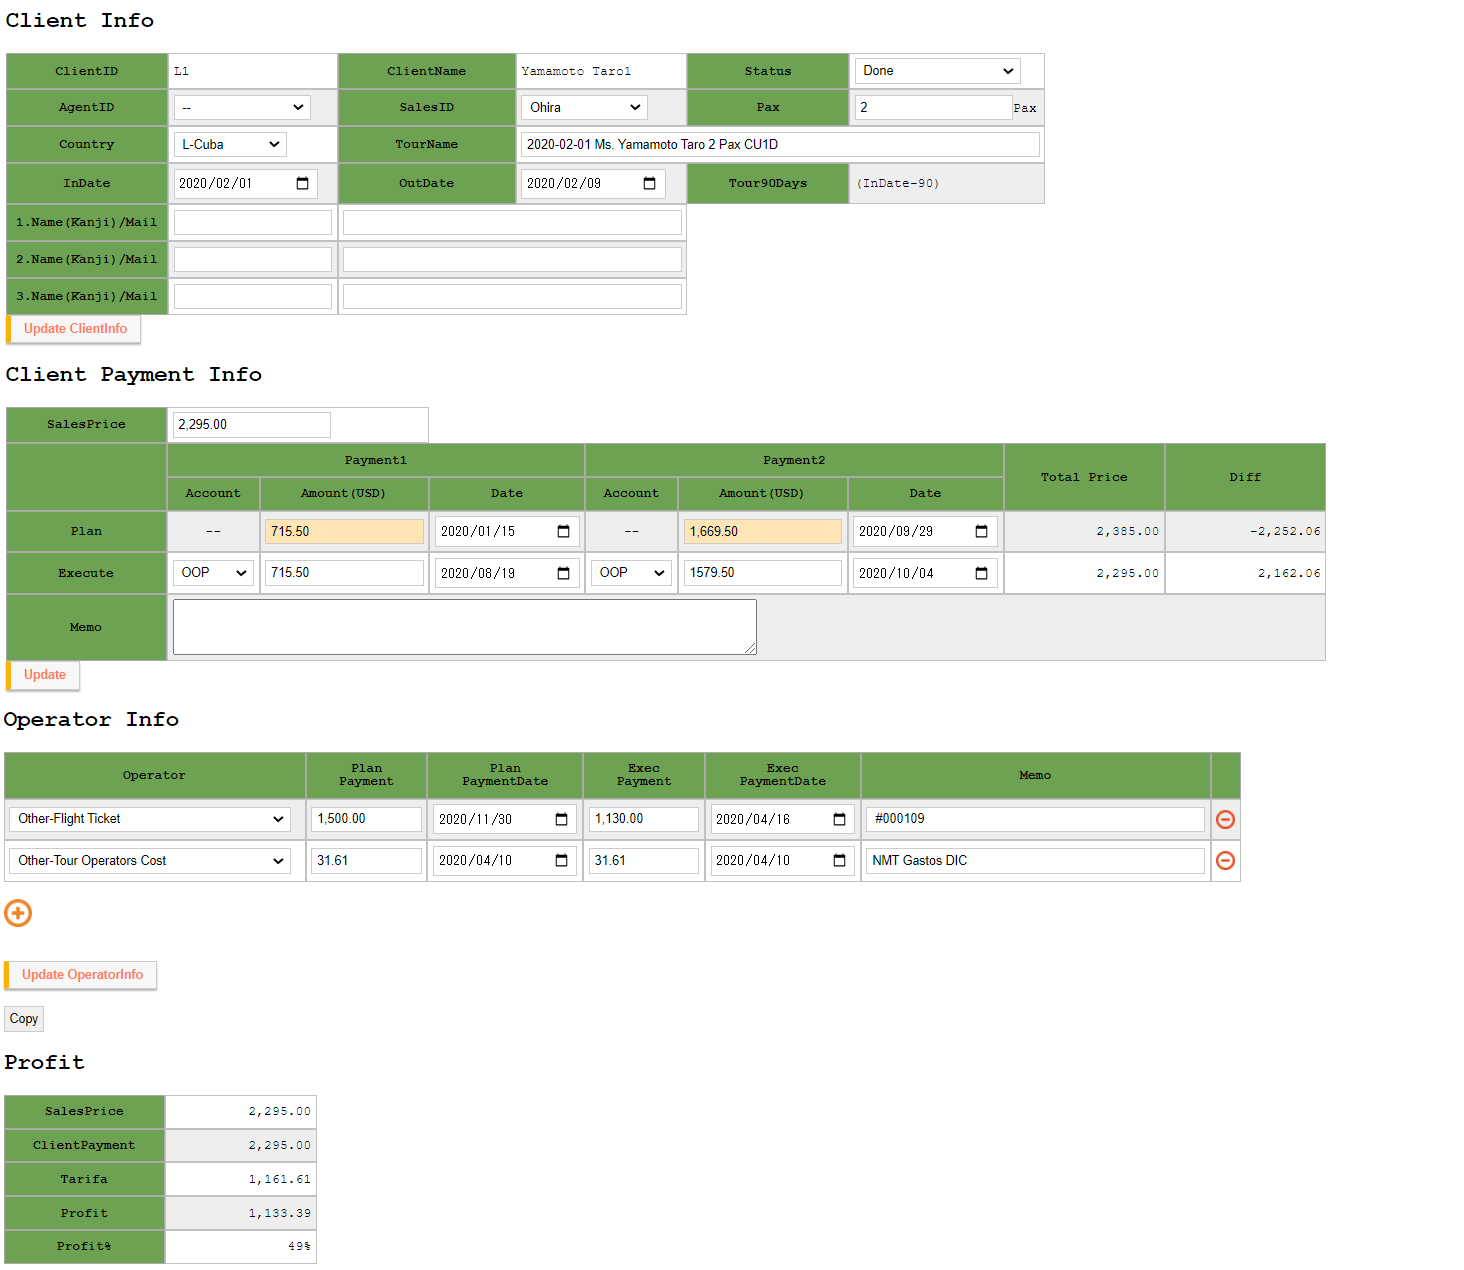 Client Info
ClientID L1 ClientName Yamamoto Taro1 Status Done
AgentID -- SalesID Ohira Pax 2 Pax
Country L-Cuba TourName 2020-02-01 Ms. Yamamoto Taro 2 Pax CU1D
InDate 2020/02/01 OutDate 2020/02/09 Tour90Days (InDate-90)
1.Name(Kanji)/Mail
2.Name(Kanji)/Mail
3.Name(Kanji)/Mail
Update ClientInfo
Client Payment Info
SalesPrice 2,295.00
Payment1 Payment2 Total Price Diff
Account Amount(USD) Date Account Amount(USD) Date
Plan -- 715.50 2020/01/15 -- 1,669.50 2020/09/29 2,385.00 -2,252.06
Execute OOP 715.50 2020/08/19 OOP 1579.50 2020/10/04 2,295.00 2,162.06
Memo
Update
Operator Info
Operator Plan Payment Plan PaymentDate Exec Payment Exec PaymentDate Memo
Other-Flight Ticket 1,500.00 2020/11/30 1,130.00 2020/04/16 #000109
Other-Tour Operators Cost 31.61 2020/04/10 31.61 2020/04/10 NMT Gastos DIC
Update OperatorInfo
Copy
Profit
SalesPrice 2,295.00
ClientPayment 2,295.00
Tarifa 1,161.61
Profit 1,133.39
Profit% 49%